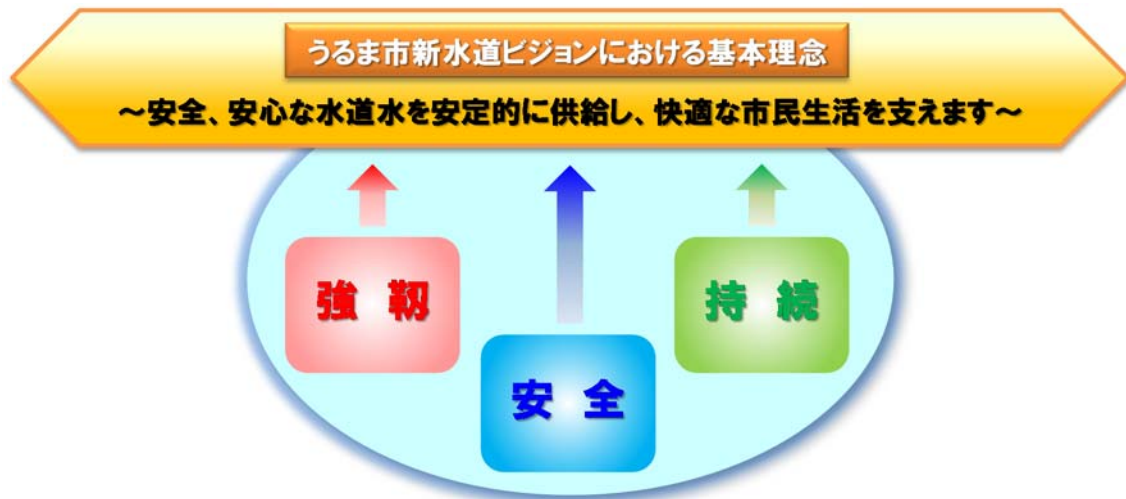 うるま市新水道ビジョンにおける基本理念
～安全、安心な水道水を安定的に供給し、快適な市民生活を支えます～
強 靭
持 続
安 全